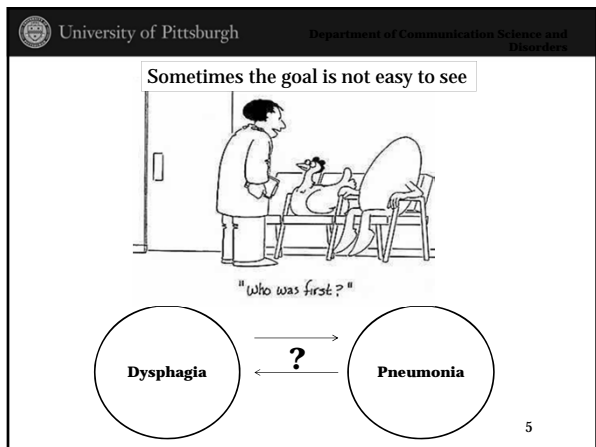 University of Pittsburgh
Department of Communication Science and
Disorders
Sometimes the goal is not easy to see
"Who was first?"
Dysphagia
?
Pneumonia
5